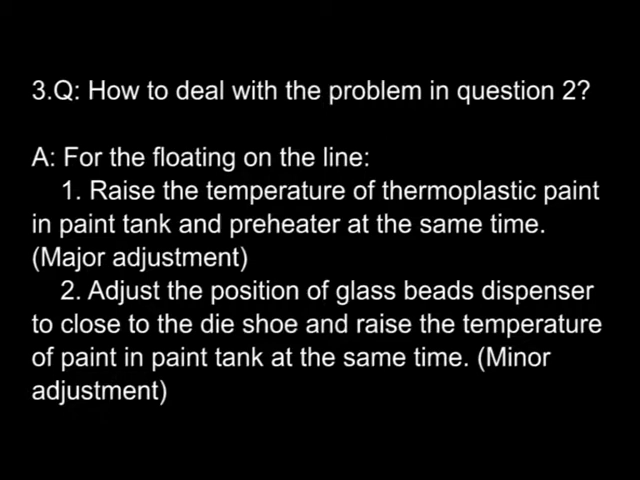 3.Q: How to deal with the problem in question 2?
A: For the floating on the line:
1. Raise the temperature of thermoplastic paint
in paint tank and preheater at the same time.
(Major adjustment)
2. Adjust the position of glass beads dispenser
to close to the die shoe and raise the temperature
of paint in paint tank at the same time. (Minor
adjustment)